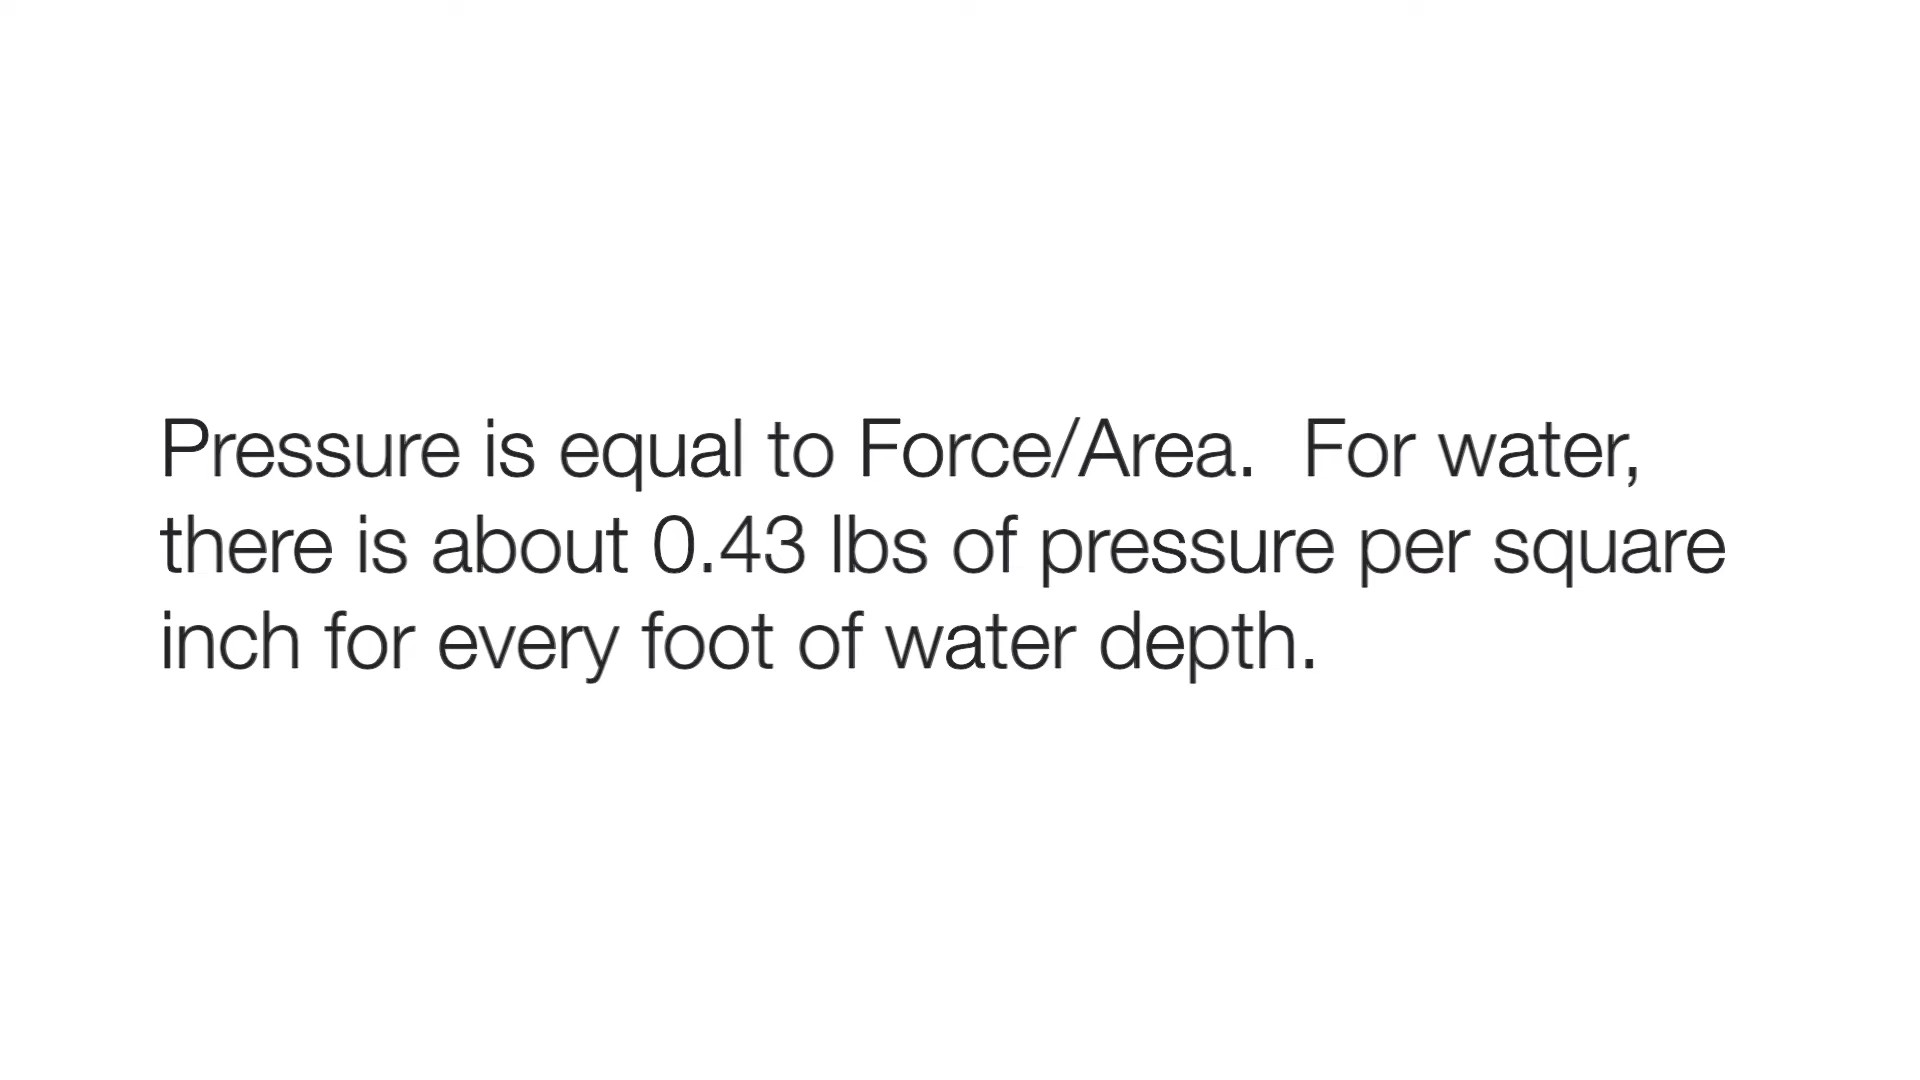 Pressure is equal to Force/Area.  For water,
there is about 0.43 lbs of pressure per square
inch for every foot of water depth.